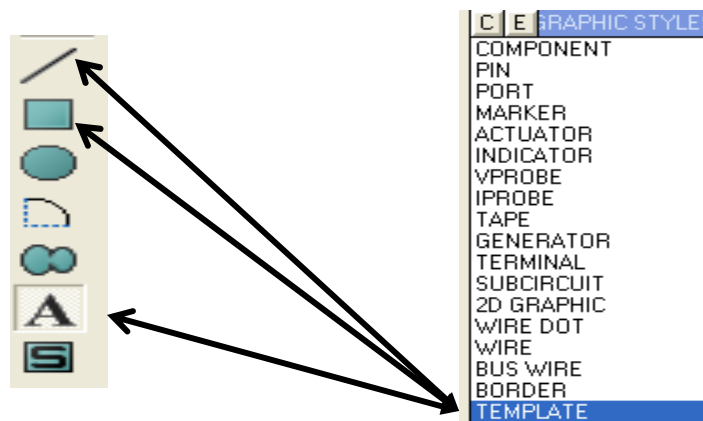 A
S
C E GRAPHIC STYLE
COMPONENT
PIN
PORT
MARKER
ACTUATOR
INDICATOR
VPROBE
IPROBE
TAPE
GENERATOR
TERMINAL
SUBCIRCUIT
2D GRAPHIC
WIRE DOT
WIRE
BUS WIRE
BORDER
TEMPLATE